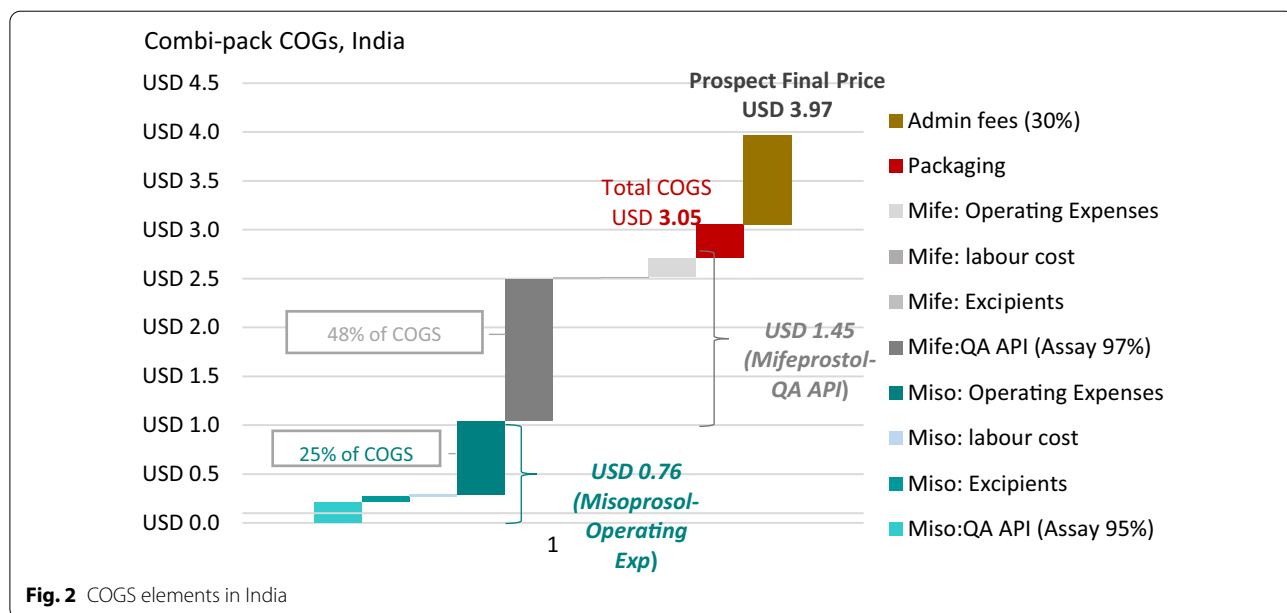 Combi-pack COGs, India
USD 4.5
USD 4.0
USD 3.5
USD 3.0
USD 2.5
USD 2.0
USD 1.5
USD 1.0
USD 0.5
USD 0.0
Prospect Final Price
USD 3.97
Total COGS
USD 3.05
48% of COGS
25% of COGS
USD 1.45
(Mifeprostol-
QA API)
USD 0.76
(Misoprosol-
Operating
Exp)
1
Admin fees (30%)
Packaging
Mife: Operating Expenses
Mife: labour cost
Mife: Excipients
Mife:QA API (Assay 97%)
Miso: Operating Expenses
Miso: labour cost
Miso: Excipients
Miso:QA API (Assay 95%)
Fig. 2 COGS elements in India